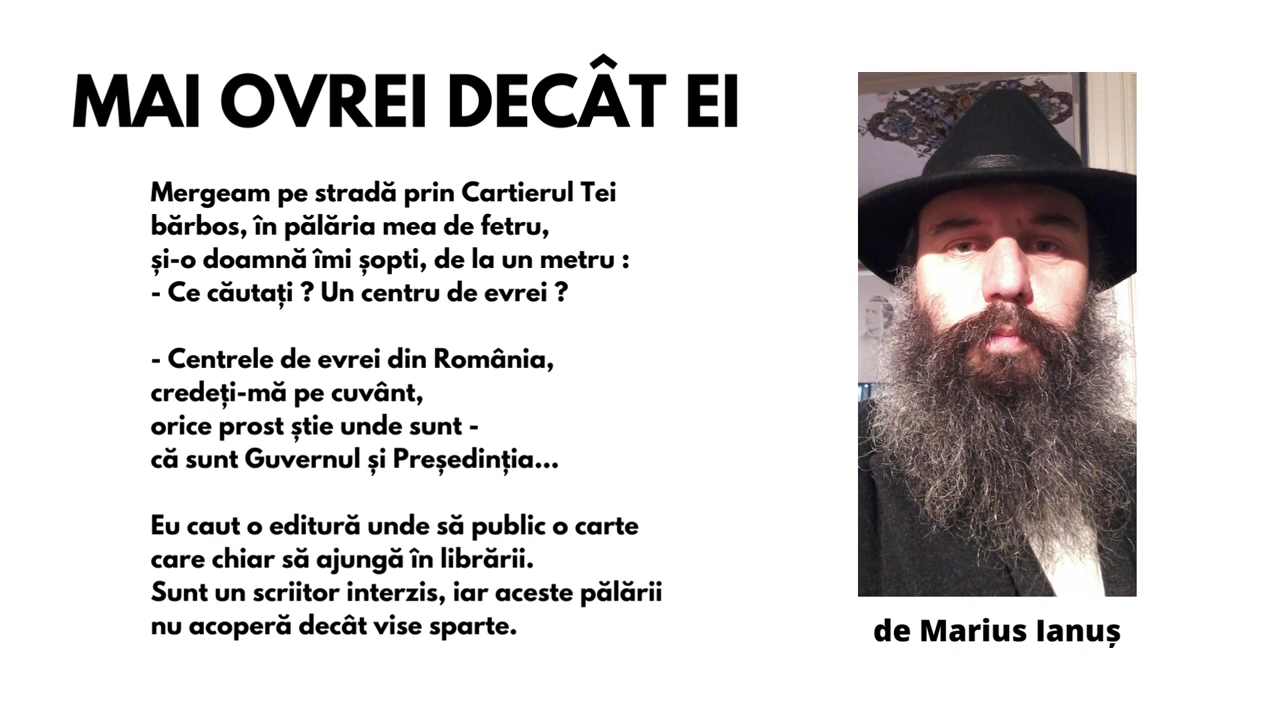 MAI OVREI DECÂT EI
Mergeam pe stradă prin Cartierul Tei
bărbos, în pălăria mea de fetru,
și-o doamnă îmi șopti, de la un metru :
- Ce căutați ? Un centru de evrei ?
- Centrele de evrei din România,
credeți-mă pe cuvânt,
orice prost știe unde sunt -
că sunt Guvernul și Președinția...
Eu caut o editură unde să public o carte
care chiar să ajungă în librării.
Sunt un scriitor interzis, iar aceste pălării
nu acoperă decât vise sparte.
de Marius Ianuș